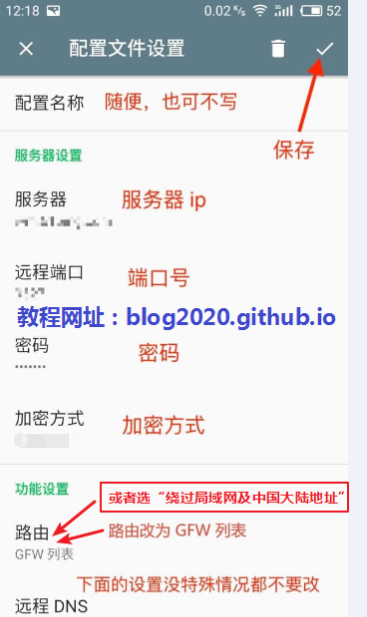 12:18
0.02 K/s
52
配置文件设置
配置名称 随便，也可不写
保存
服务器设置
服务器 服务器 ip
远程端口 端口号
教程网址：blog2020.github.io
密码 密码
•••••••
加密方式 加密方式
功能设置
或者选“绕过局域网及中国大陆地址”
路由 路由改为 GFW 列表
GFW 列表
下面的设置没特殊情况都不要改
远程 DNS